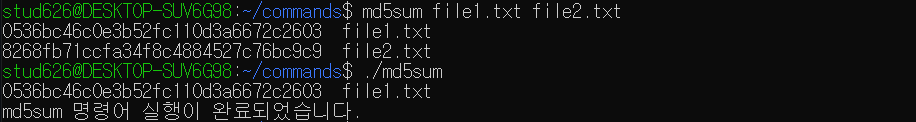 stud626@DESKTOP-SUV6G98:~/commands$ md5sum file1.txt file2.txt
0536bc46c0e3b52fc110d3a6672c2603  file1.txt
8268fb71ccfa34f8c4884527c76bc9c9  file2.txt
stud626@DESKTOP-SUV6G98:~/commands$ ./md5sum
0536bc46c0e3b52fc110d3a6672c2603  file1.txt
md5sum 명령어 실행이 완료되었습니다.